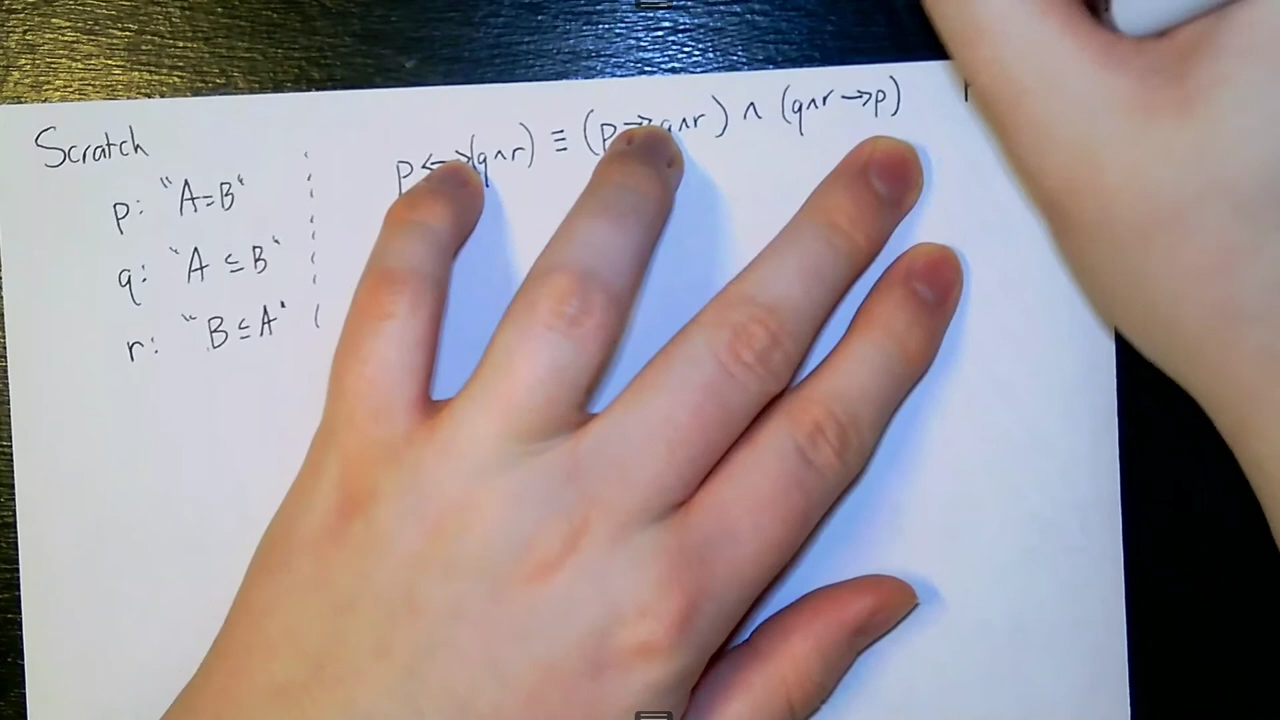 Scratch
p: "A=B"
q: "A ⊆ B"
r: "B ⊆ A"
p ⟷ (q∧r) ≡ (p → q∧r) ∧ (q∧r → p)